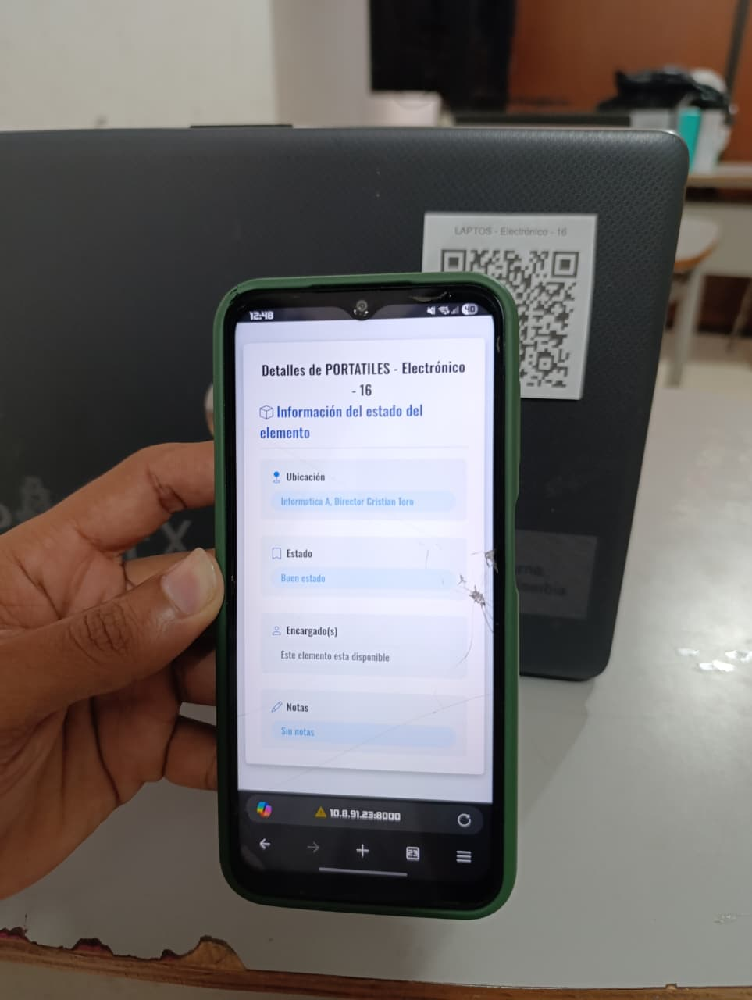 LAPTOS - Electrónico - 16
12:48
40
Detalles de PORTATILES - Electrónico
- 16
Información del estado del
elemento
Ubicación
Informatica A, Director Cristian Toro
Estado
Buen estado
Encargado(s)
Este elemento esta disponible
Notas
Sin notas
10.8.91.23:8000
23